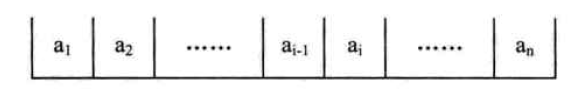 a₁ a₂ ...... aᵢ₋₁ aᵢ ...... aₙ